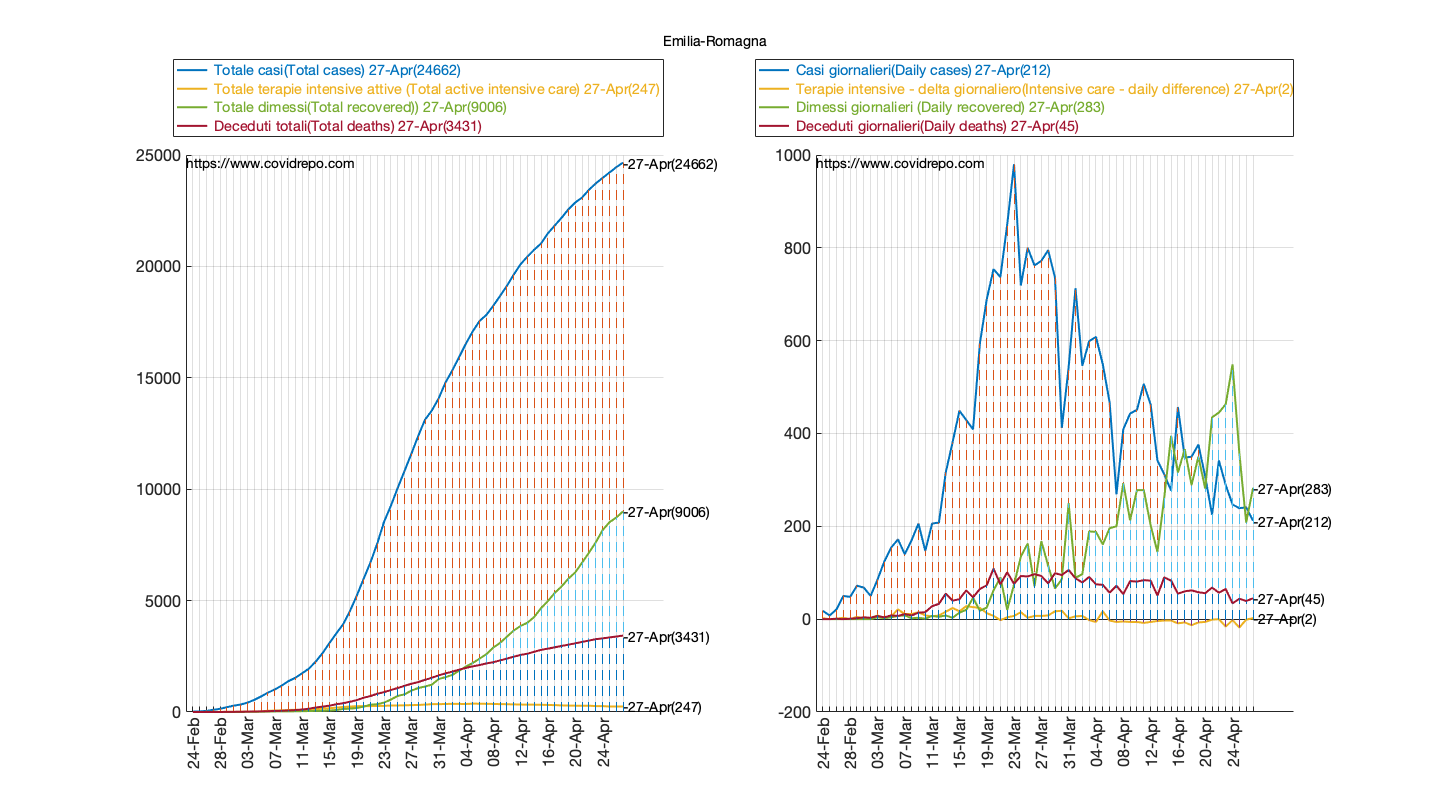 Emilia-Romagna
Totale casi(Total cases) 27-Apr(24662)
Totale terapie intensive attive (Total active intensive care) 27-Apr(247)
Totale dimessi(Total recovered)) 27-Apr(9006)
Deceduti totali(Total deaths) 27-Apr(3431)
25000
https://www.covidrepo.com
27-Apr(24662)
20000
15000
10000
27-Apr(9006)
5000
27-Apr(3431)
27-Apr(247)
0
24-Feb
28-Feb
03-Mar
07-Mar
11-Mar
15-Mar
19-Mar
23-Mar
27-Mar
31-Mar
04-Apr
08-Apr
12-Apr
16-Apr
20-Apr
24-Apr
Casi giornalieri(Daily cases) 27-Apr(212)
Terapie intensive - delta giornaliero(Intensive care - daily difference) 27-Apr(2)
Dimessi giornalieri (Daily recovered) 27-Apr(283)
Deceduti giornalieri(Daily deaths) 27-Apr(45)
1000
https://www.covidrepo.com
800
600
400
27-Apr(283)
200
27-Apr(212)
27-Apr(45)
0
27-Apr(2)
-200
24-Feb
28-Feb
03-Mar
07-Mar
11-Mar
15-Mar
19-Mar
23-Mar
27-Mar
31-Mar
04-Apr
08-Apr
12-Apr
16-Apr
20-Apr
24-Apr